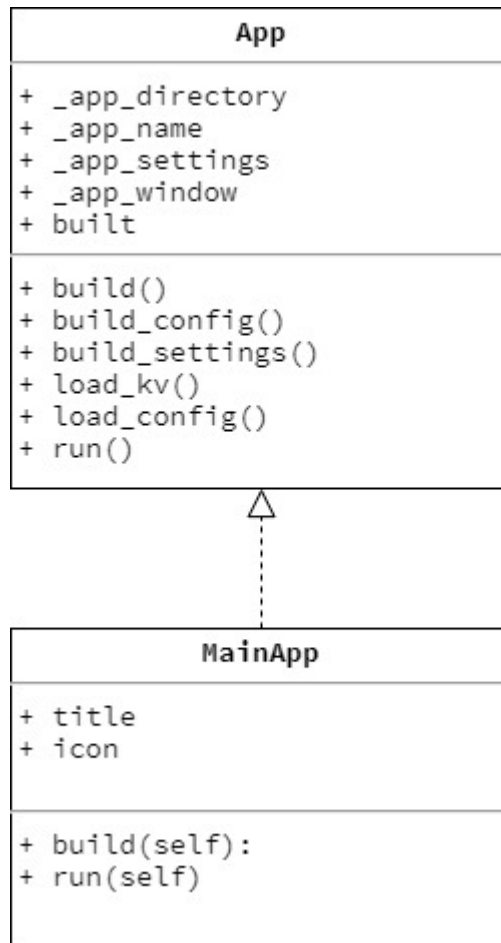 App
+ _app_directory
+ _app_name
+ _app_settings
+ _app_window
+ built
+ build()
+ build_config()
+ build_settings()
+ load_kv()
+ load_config()
+ run()
MainApp
+ title
+ icon
+ build(self):
+ run(self)